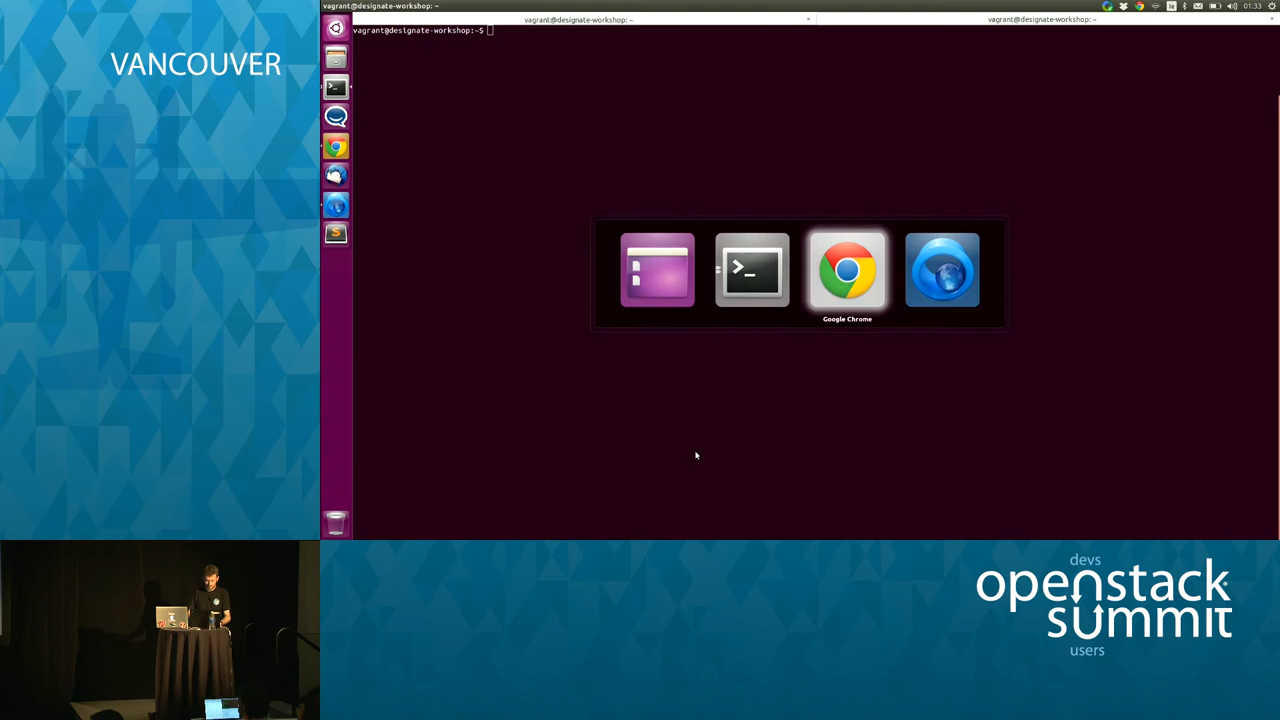 VANCOUVER
vagrant@designate-workshop: ~
01:33
vagrant@designate-workshop: ~
vagrant@designate-workshop: ~
vagrant@designate-workshop:~$
Google Chrome
devs
openstack
summit
users